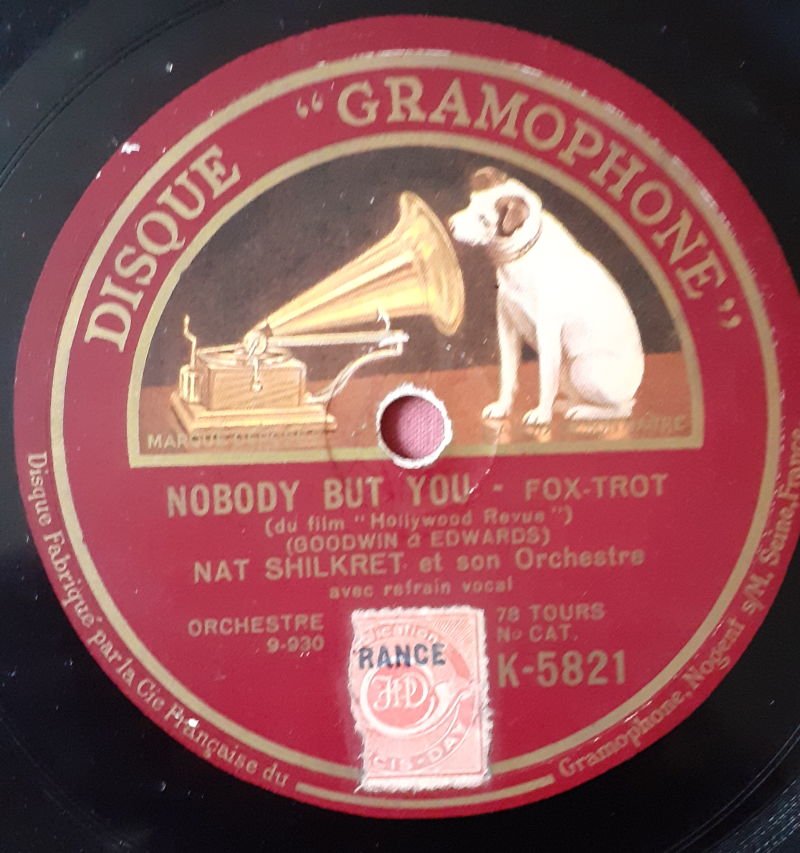 DISQUE “GRAMOPHONE”
MARQUE DÉPOSÉE
NOBODY BUT YOU - FOX-TROT
(du film "Hollywood Revue")
(GOODWIN & EDWARDS)
NAT SHILKRET et son Orchestre
avec refrain vocal
ORCHESTRE
9-930
78 TOURS
No CAT.
K-5821
RANCE
Disque Fabriqué par la Cie Française du Gramophone, Nogent s/M. Seine, France